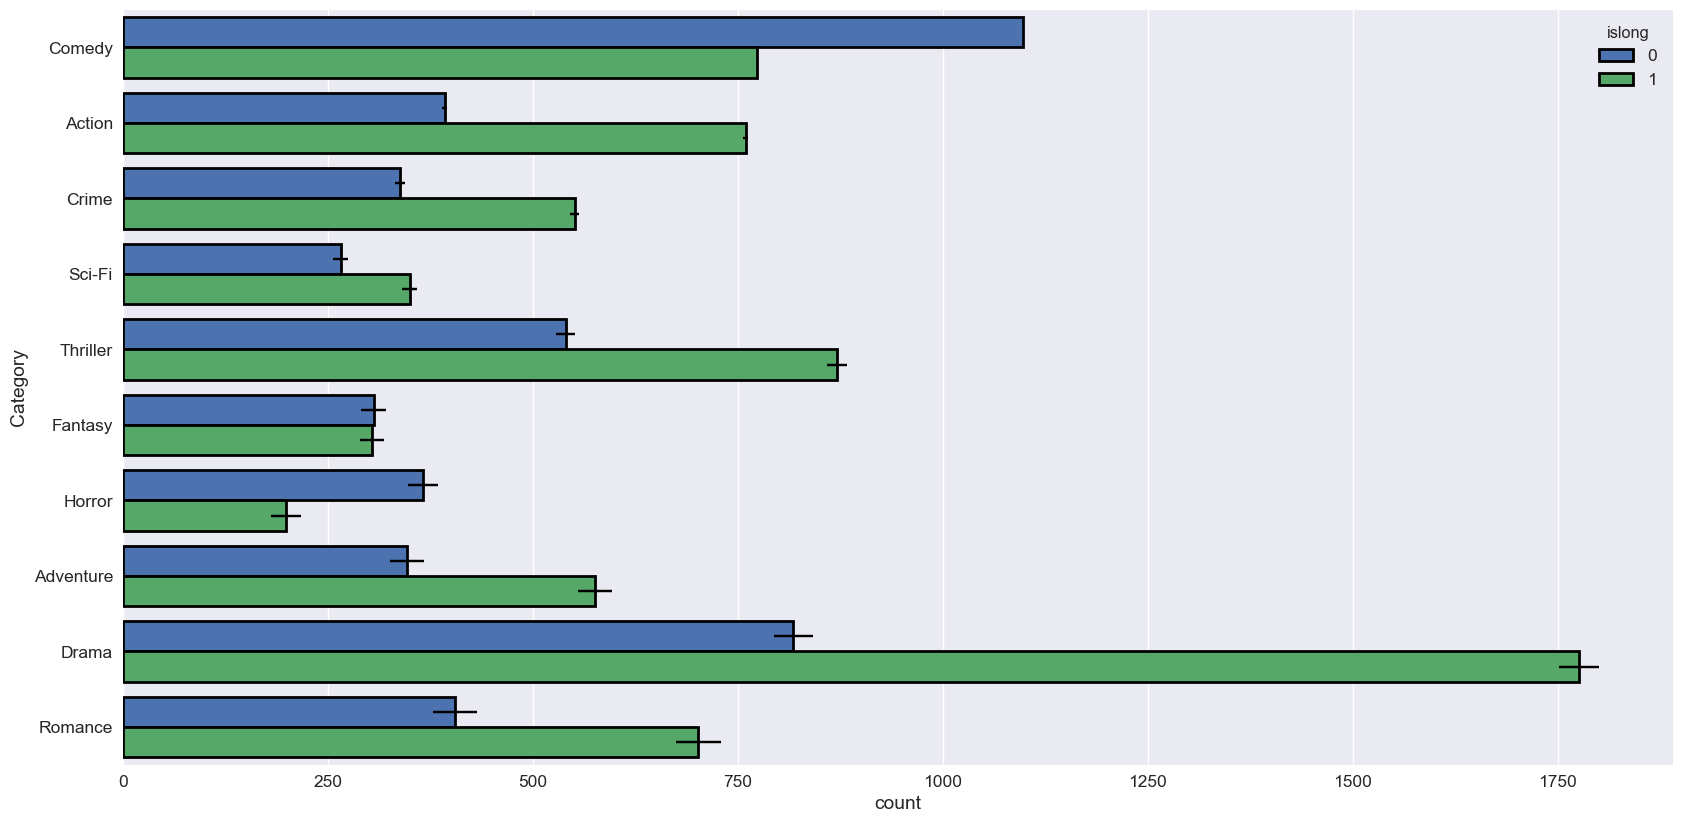 islong
0
1
Comedy
Action
Crime
Sci-Fi
Thriller
Fantasy
Horror
Adventure
Drama
Romance
Category
0 250 500 750 1000 1250 1500 1750
count